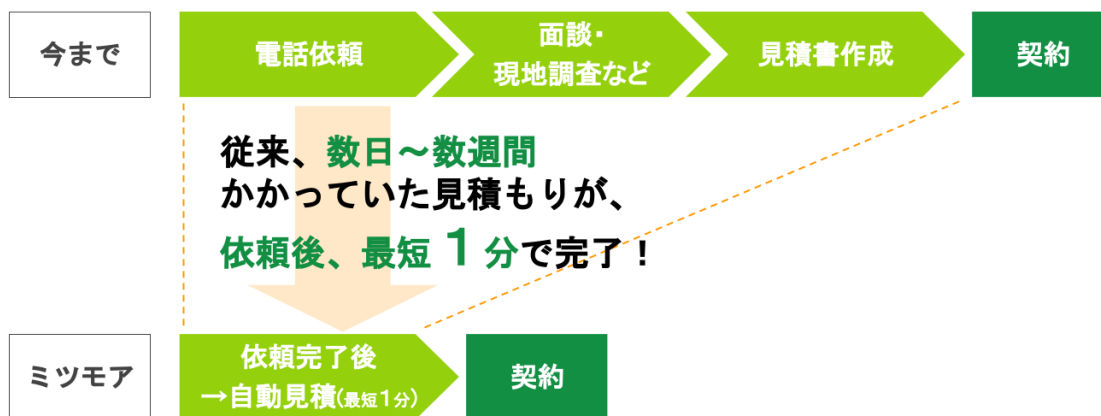 今まで
電話依頼
面談・
現地調査など
見積書作成
契約
従来、数日～数週間
かかっていた見積もりが、
依頼後、最短1分で完了！
ミツモア
依頼完了後
→自動見積(最短1分)
契約